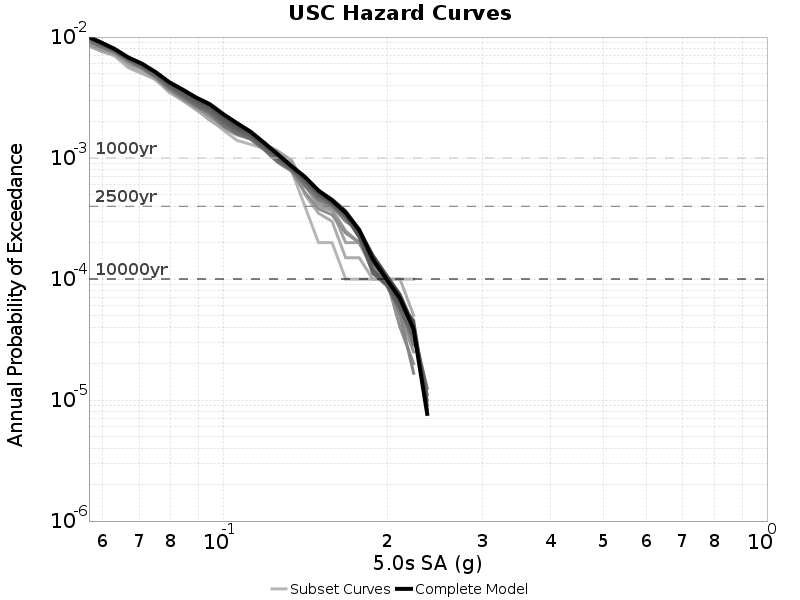 USC Hazard Curves
Annual Probability of Exceedance
10-2
10-3
10-4
10-5
10-6
1000yr
2500yr
10000yr
6 7 8 10-1 2 3 4 5 6 7 8 100
5.0s SA (g)
Subset Curves Complete Model